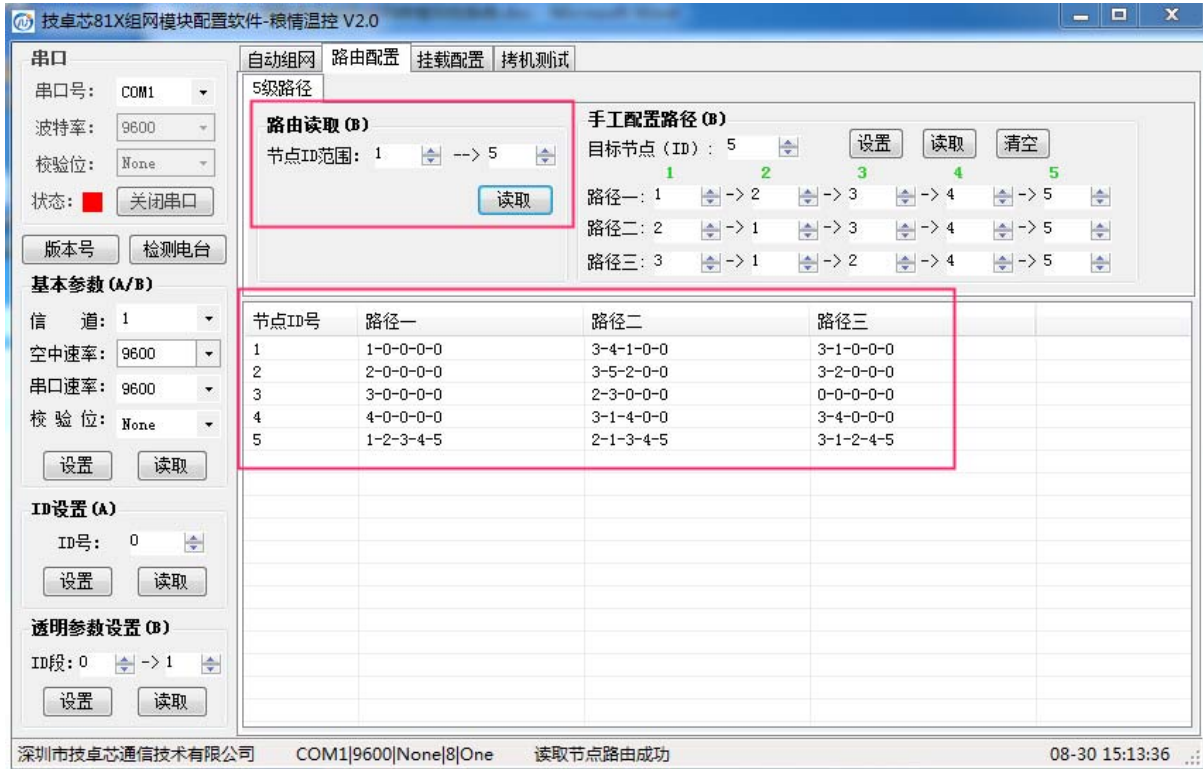 技卓芯81X组网模块配置软件-粮情温控 V2.0
串口
串口号: COM1
波特率: 9600
校验位: None
状态: 关闭串口
版本号 检测电台
基本参数(A/B)
信 道: 1
空中速率: 9600
串口速率: 9600
校 验 位: None
设置 读取
ID设置(A)
ID号: 0
设置 读取
透明参数设置(B)
ID段: 0 -> 1
设置 读取
自动组网 路由配置 挂载配置 拷机测试
5级路径
路由读取(B)
节点ID范围: 1 --> 5
读取
手工配置路径(B)
目标节点(ID): 5 设置 读取 清空
1 2 3 4 5
路径一: 1 -> 2 -> 3 -> 4 -> 5
路径二: 2 -> 1 -> 3 -> 4 -> 5
路径三: 3 -> 1 -> 2 -> 4 -> 5
节点ID号 路径一 路径二 路径三
1 1-0-0-0-0 3-4-1-0-0 3-1-0-0-0
2 2-0-0-0-0 3-5-2-0-0 3-2-0-0-0
3 3-0-0-0-0 2-3-0-0-0 0-0-0-0-0
4 4-0-0-0-0 3-1-4-0-0 3-4-0-0-0
5 1-2-3-4-5 2-1-3-4-5 3-1-2-4-5
深圳市技卓芯通信技术有限公司 COM1|9600|None|8|One 读取节点路由成功 08-30 15:13:36